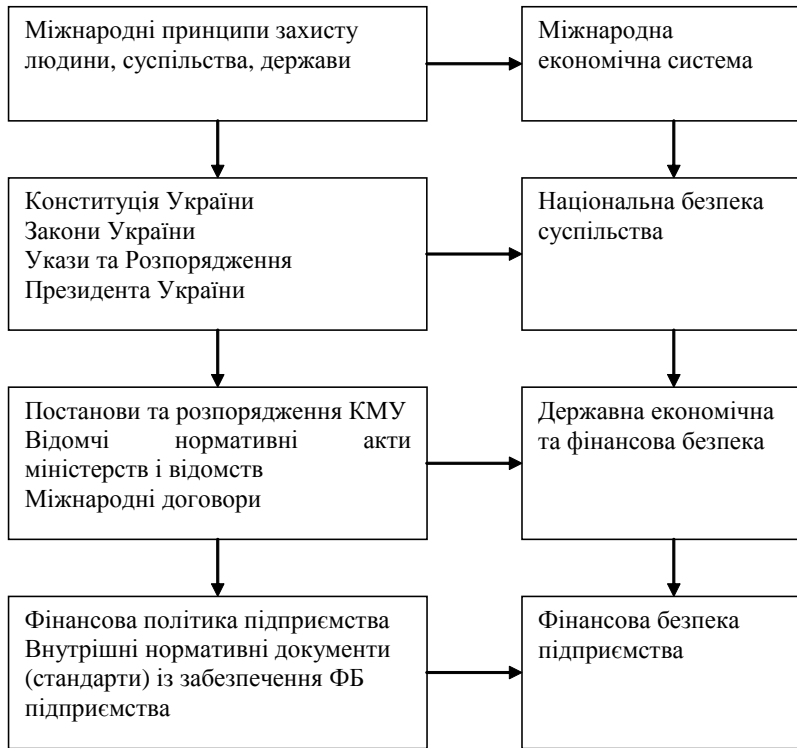 Міжнародні принципи захисту
людини, суспільства, держави
Міжнародна
економічна система
Конституція України
Закони України
Укази та Розпорядження
Президента України
Національна безпека
суспільства
Постанови та розпорядження КМУ
Відомчі нормативні акти
міністерств і відомств
Міжнародні договори
Державна економічна
та фінансова безпека
Фінансова політика підприємства
Внутрішні нормативні документи
(стандарти) із забезпечення ФБ
підприємства
Фінансова безпека
підприємства